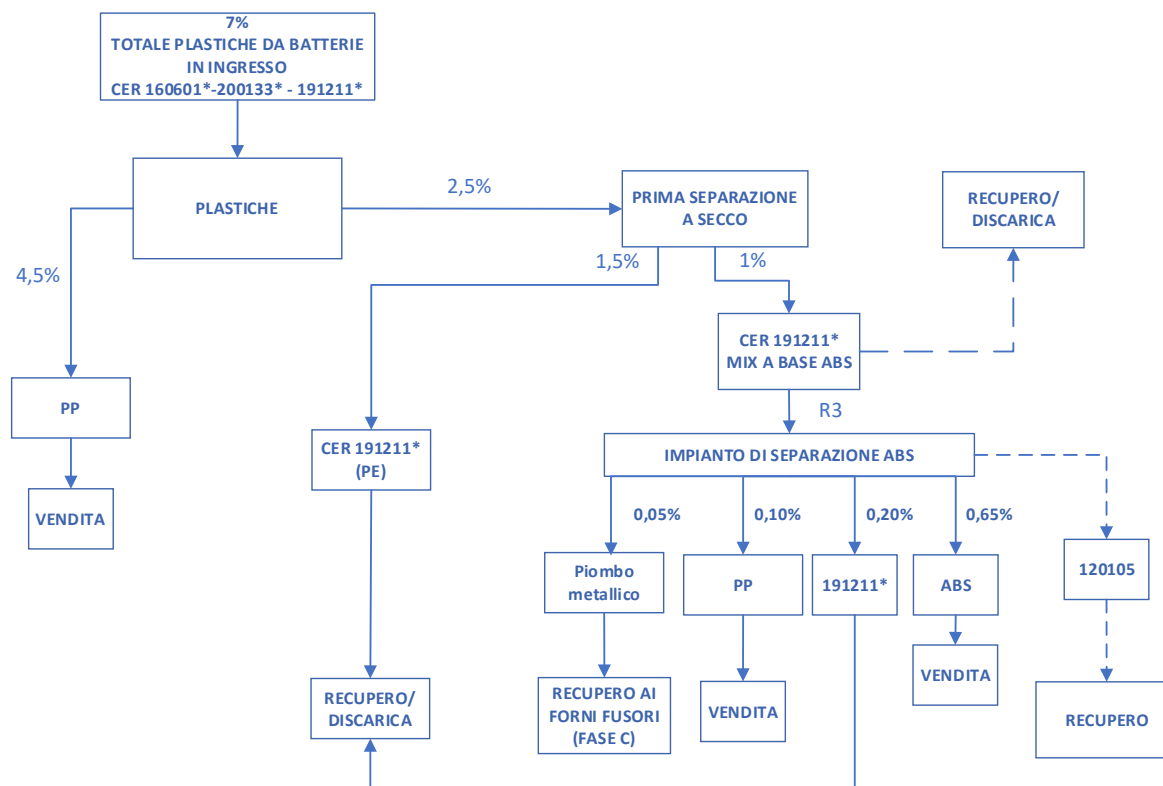 7%
TOTALE PLASTICHE DA BATTERIE
IN INGRESSO
CER 160601*-200133* - 191211*
PLASTICHE
2,5%
PRIMA SEPARAZIONE
A SECCO
RECUPERO/
DISCARICA
4,5%
1,5%
1%
CER 191211*
MIX A BASE ABS
PP
R3
CER 191211*
(PE)
IMPIANTO DI SEPARAZIONE ABS
VENDITA
0,05%
0,10%
0,20%
0,65%
Piombo
metallico
PP
191211*
ABS
120105
VENDITA
RECUPERO/
DISCARICA
RECUPERO AI
FORNI FUSORI
(FASE C)
VENDITA
RECUPERO